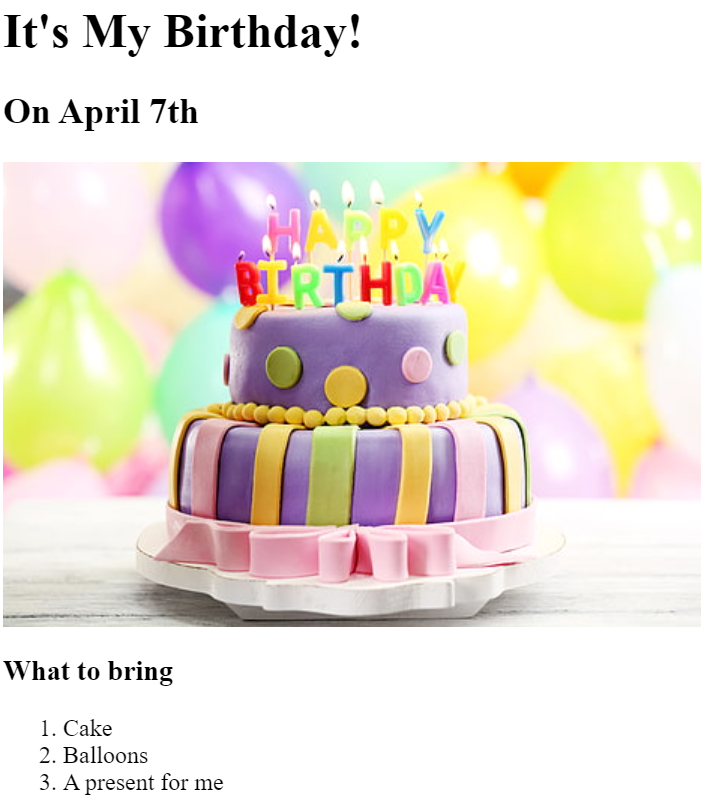 It's My Birthday!
On April 7th
HAPPY
BIRTHDAY
What to bring
1. Cake
2. Balloons
3. A present for me